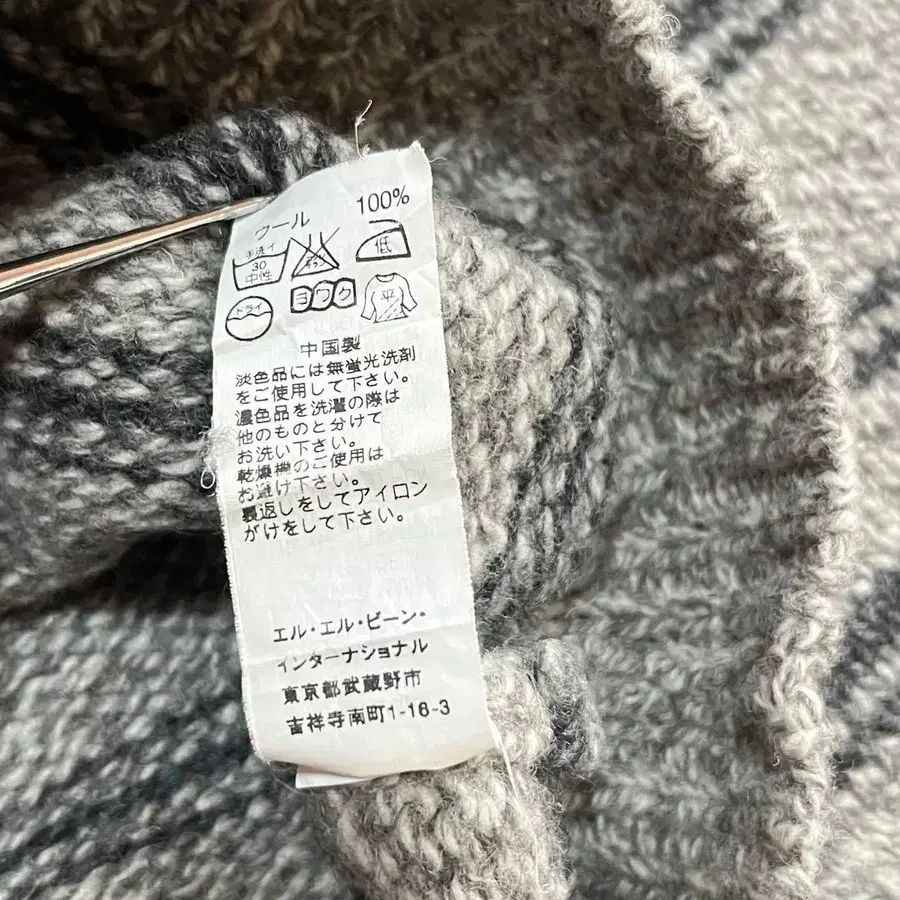 ウール 100%
手洗イ
30
中性
低
ドライ
ヨワク
平
中国製
淡色品には無蛍光洗剤
をご使用して下さい。
濃色品を洗濯の際は
他のものと分けて
お洗い下さい。
乾燥機のご使用は
お避け下さい。
裏返しをしてアイロン
がけをして下さい。
エル・エル・ビーン・
インターナショナル
東京都武蔵野市
吉祥寺南町1-18-3